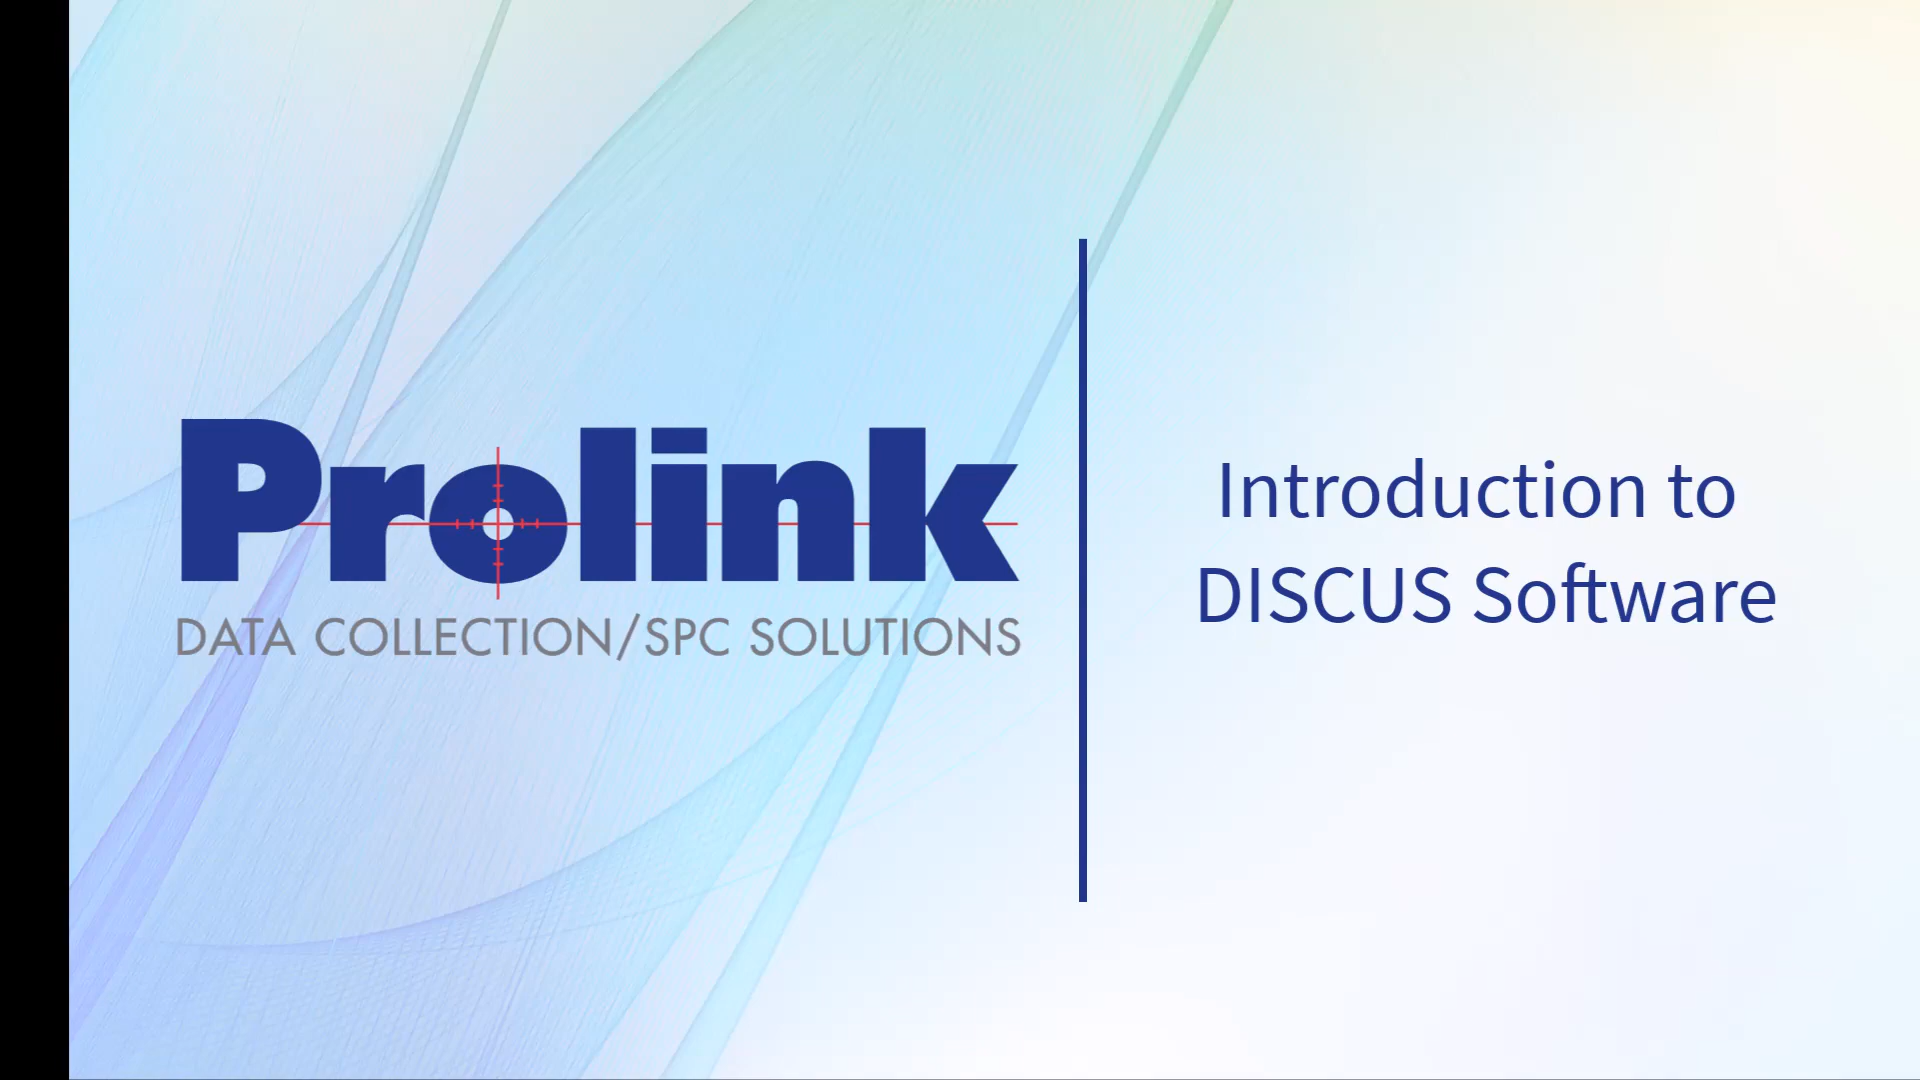 Prolink
DATA COLLECTION/SPC SOLUTIONS
Introduction to
DISCUS Software